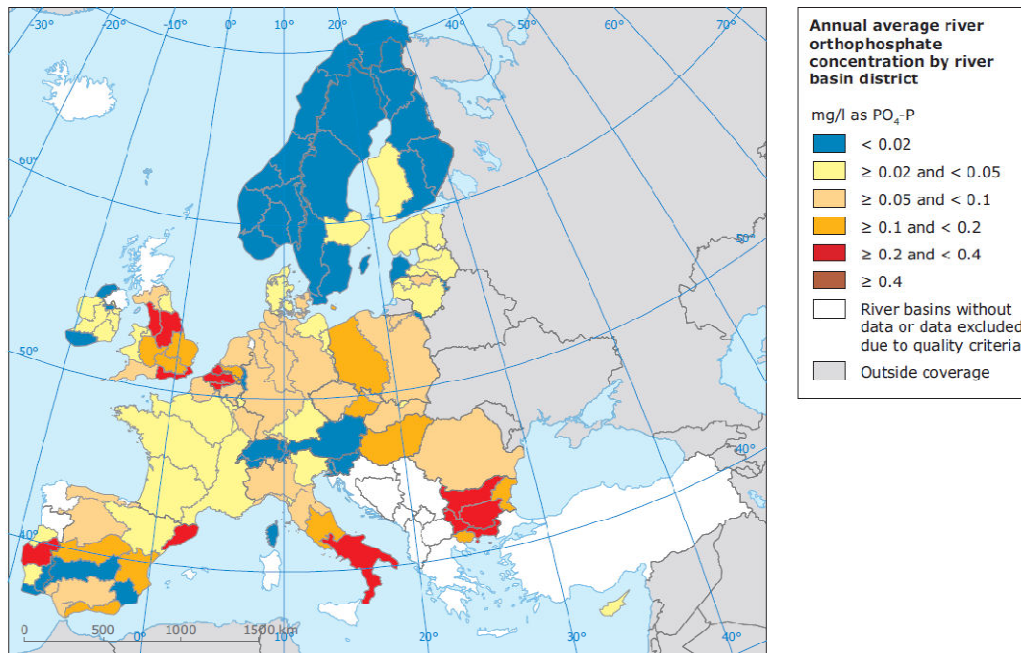 -30° -20° -10° 0° 10° 20° 30° 40° 50° 60° 70°
60°
50°
50°
40°
40°
0 500 1000 1500 km
0° 10° 20° 30° 40°
Annual average river
orthophosphate
concentration by river
basin district
mg/l as PO₄-P
< 0.02
≥ 0.02 and < 0.05
≥ 0.05 and < 0.1
≥ 0.1 and < 0.2
≥ 0.2 and < 0.4
≥ 0.4
River basins without
data or data excluded
due to quality criteria
Outside coverage